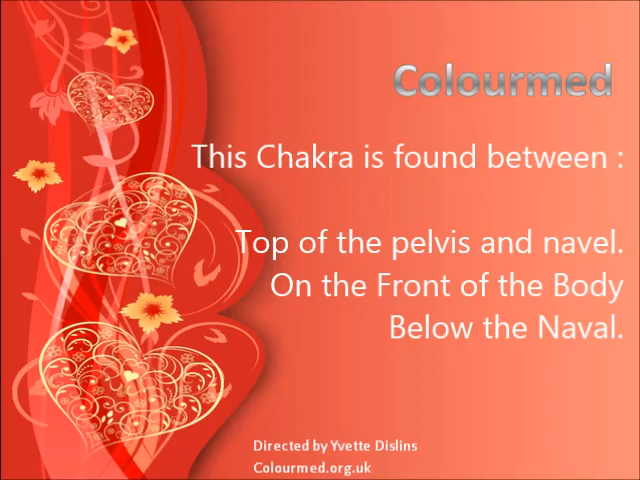 Colourmed
This Chakra is found between :
Top of the pelvis and navel.
On the Front of the Body
Below the Naval.
Directed by Yvette Dislins
Colourmed.org.uk